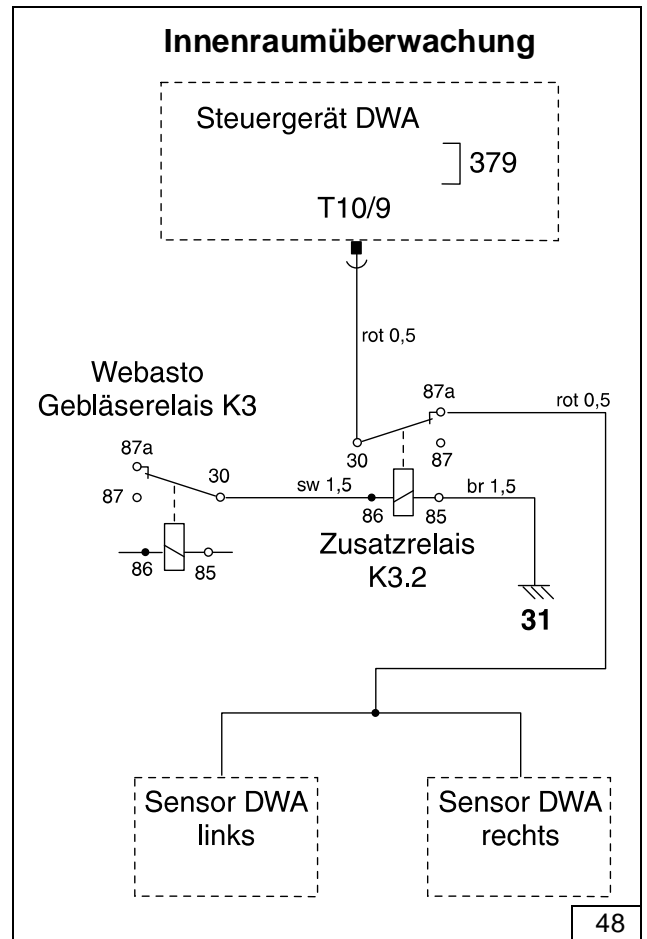 Innenraumüberwachung
Steuergerät DWA
379
T10/9
rot 0,5
Webasto
Gebläserelais K3
87a
rot 0,5
87a
30
30
87
87
sw 1,5
br 1,5
86
85
86
85
Zusatzrelais
K3.2
31
Sensor DWA
links
Sensor DWA
rechts
48